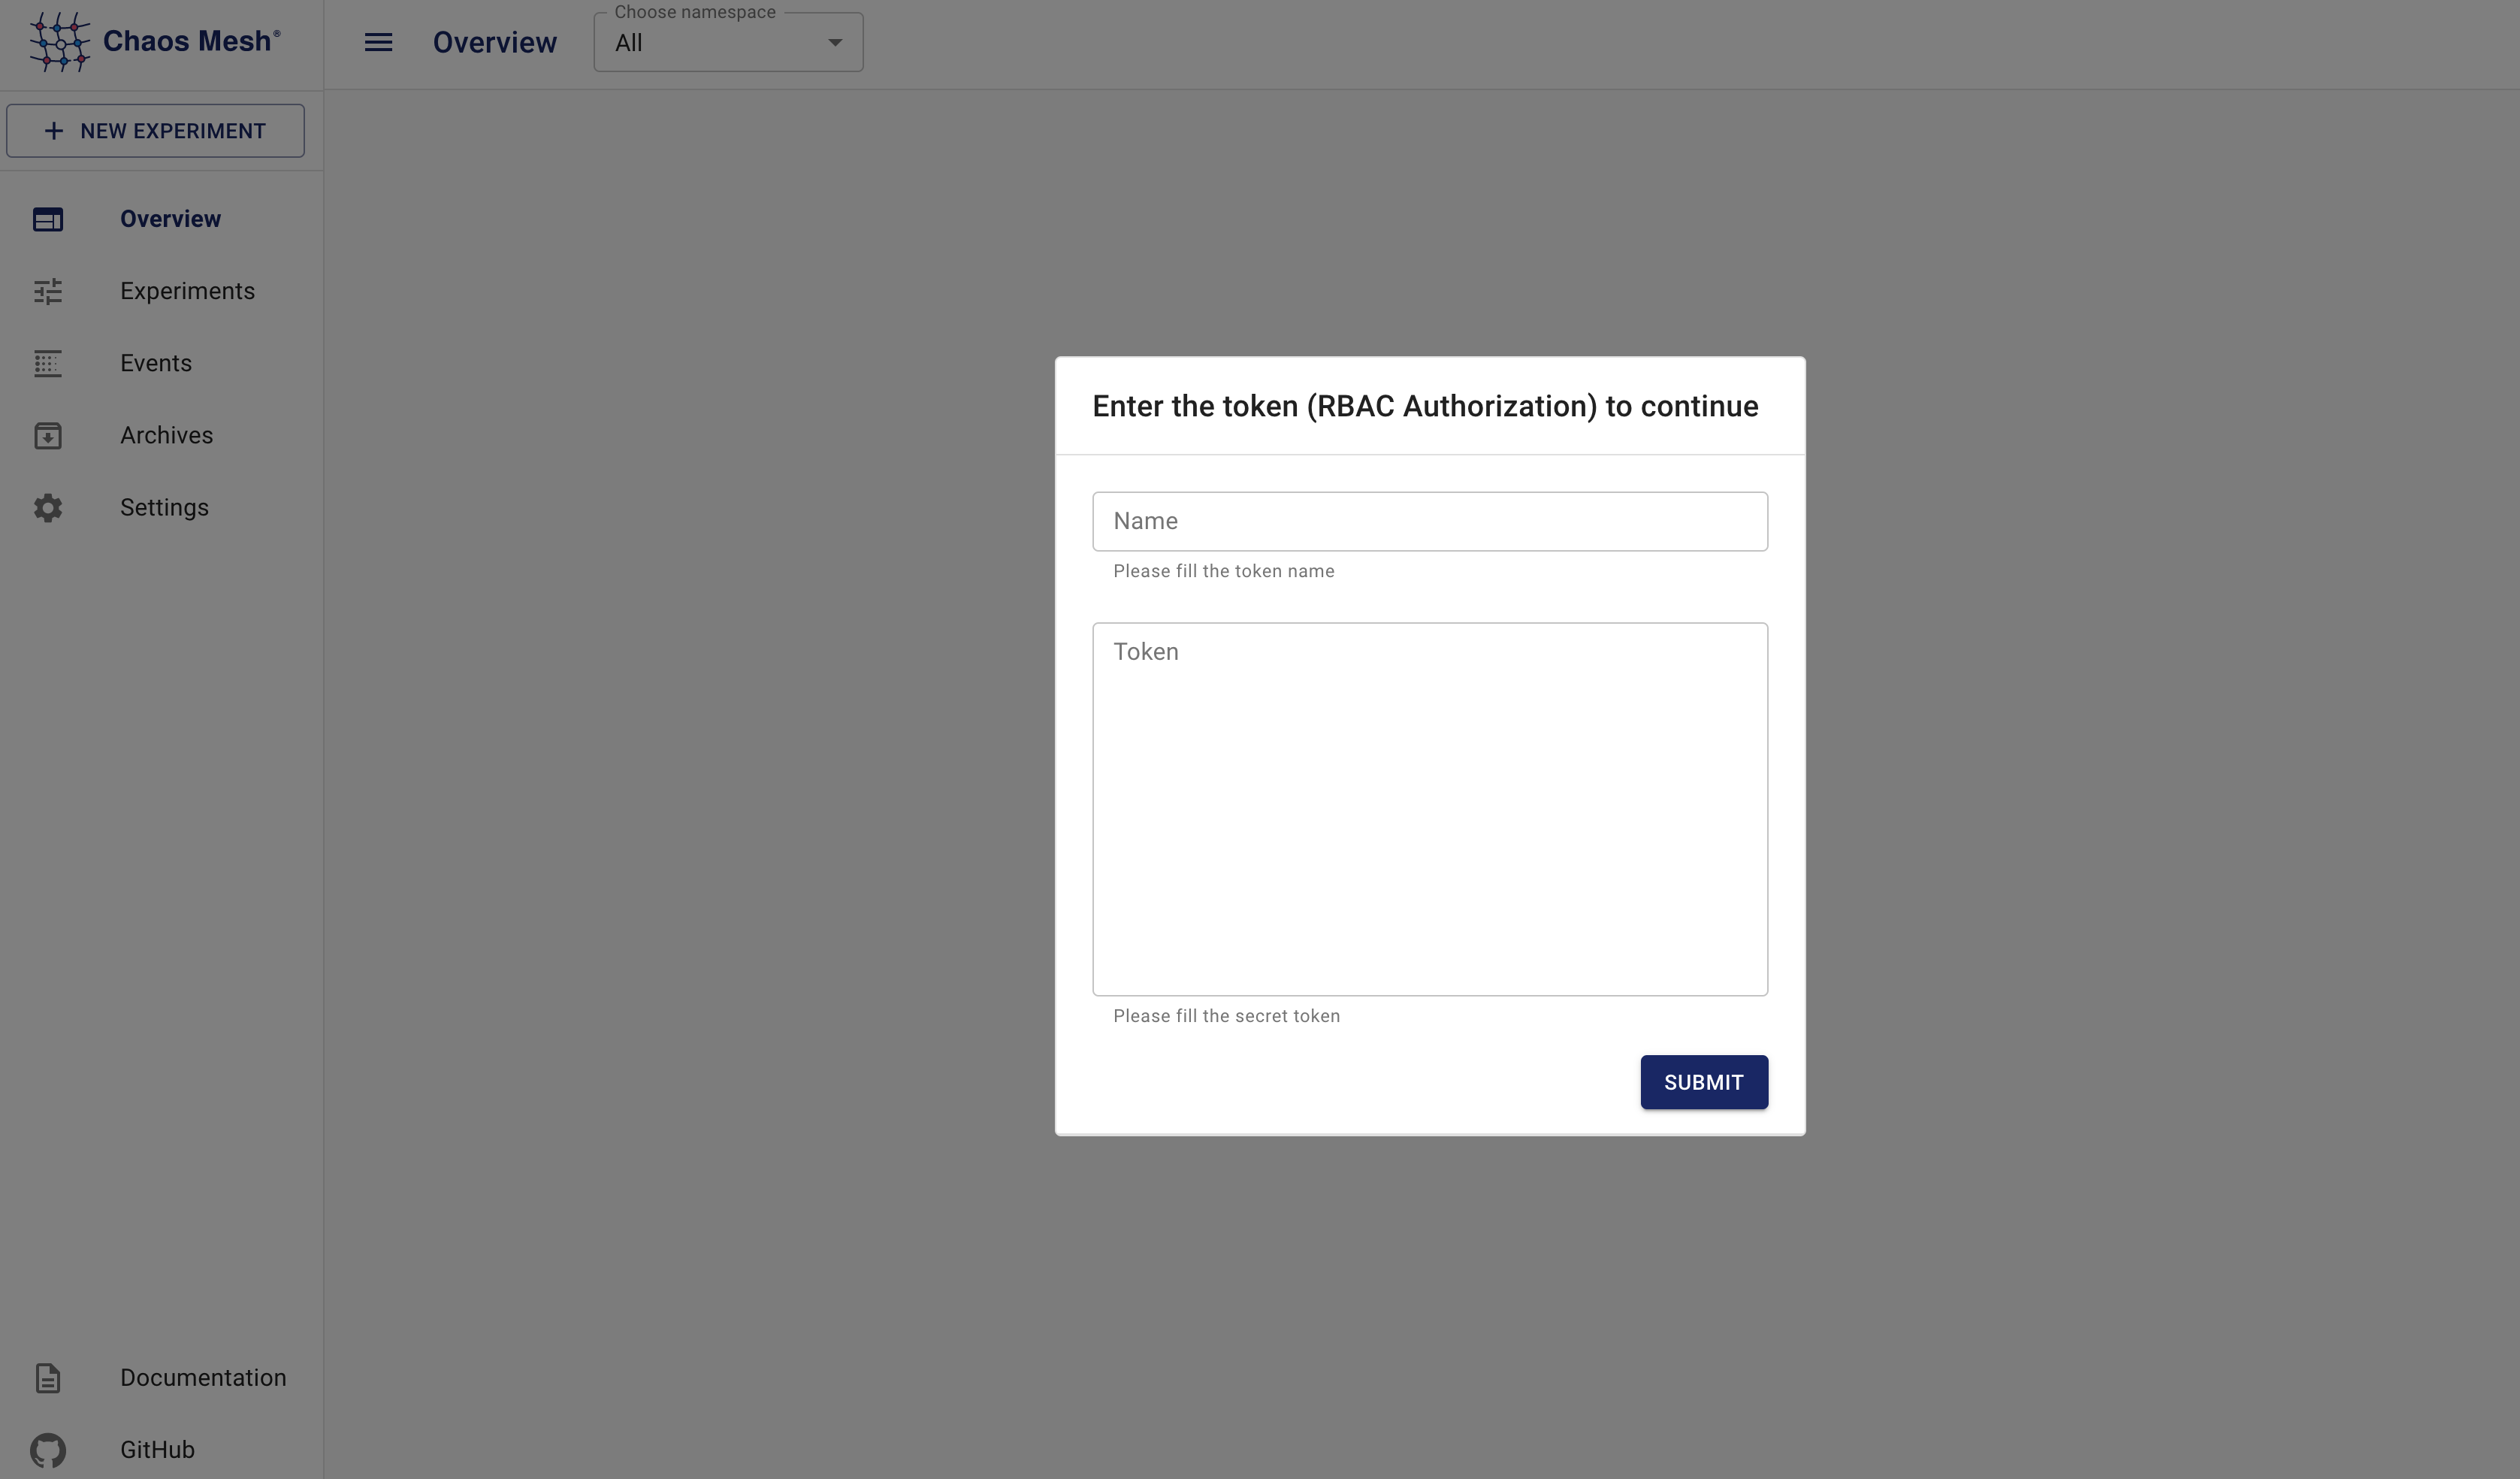 Chaos Mesh®
Overview
Choose namespace
All
NEW EXPERIMENT
Overview
Experiments
Events
Archives
Settings
Enter the token (RBAC Authorization) to continue
Name
Please fill the token name
Token
Please fill the secret token
SUBMIT
Documentation
GitHub